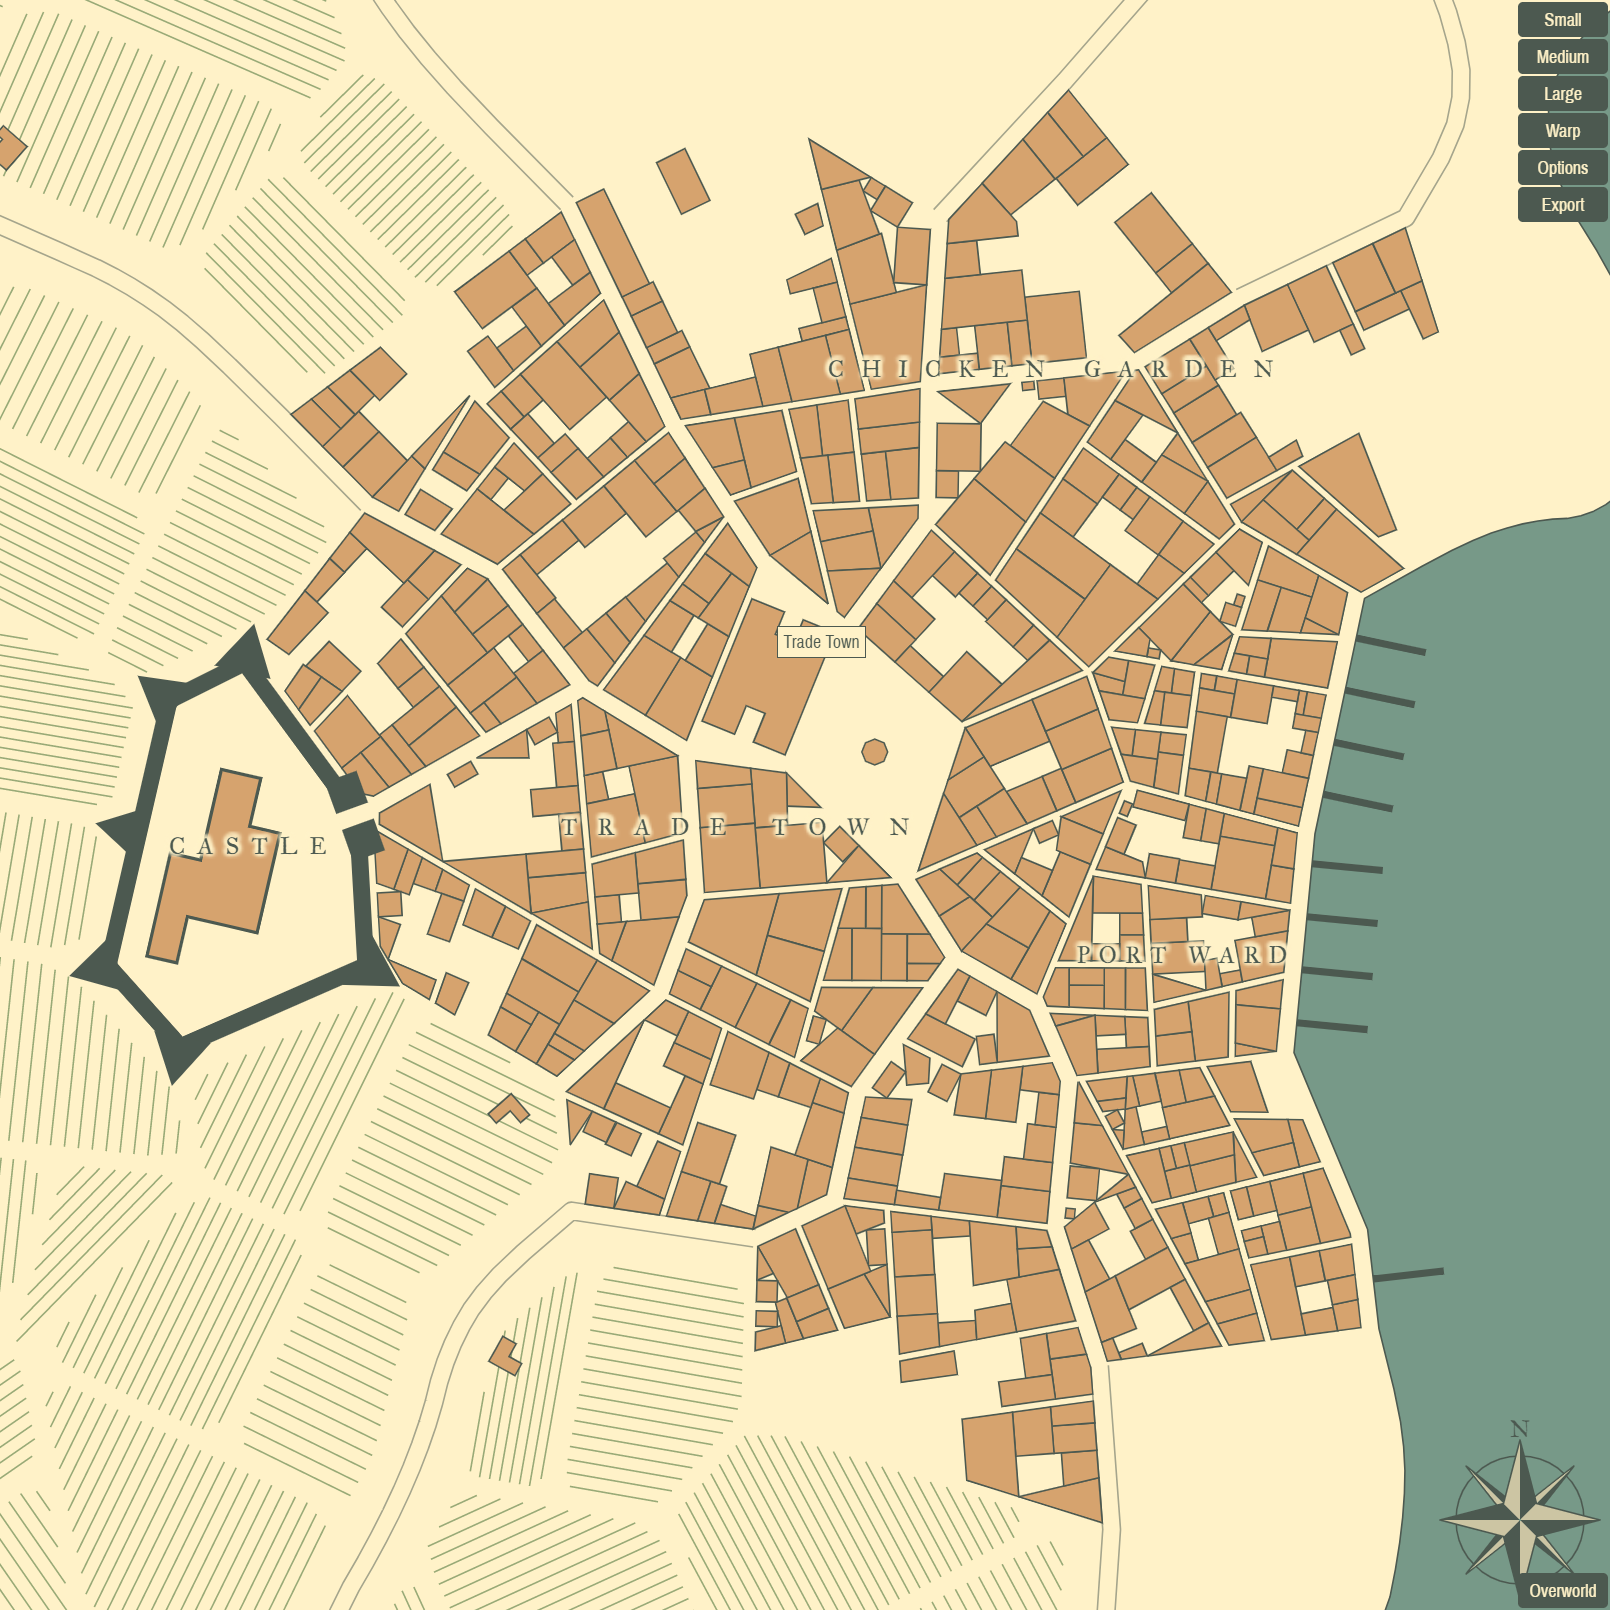 Small
Medium
Large
Warp
Options
Export
CHICKEN GARDEN
Trade Town
TRADE TOWN
CASTLE
PORT WARD
N
Overworld